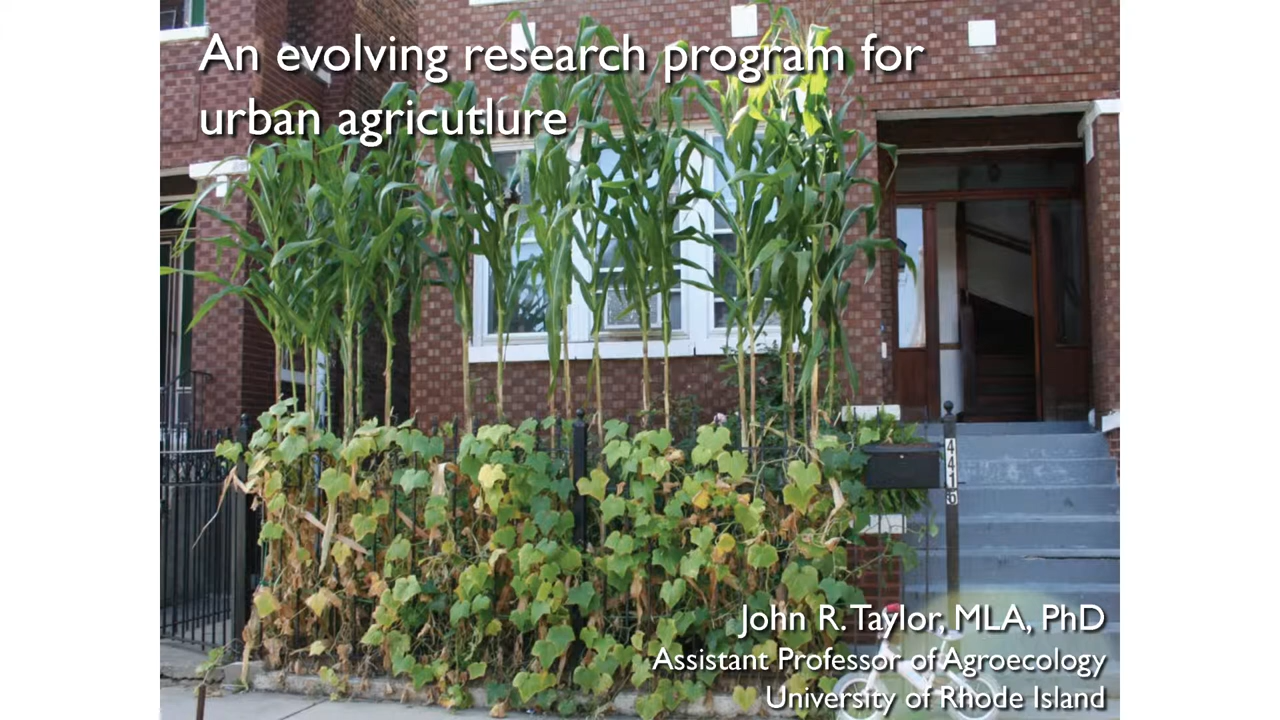 An evolving research program for
urban agricutlure
4416
John R. Taylor, MLA, PhD
Assistant Professor of Agroecology
University of Rhode Island